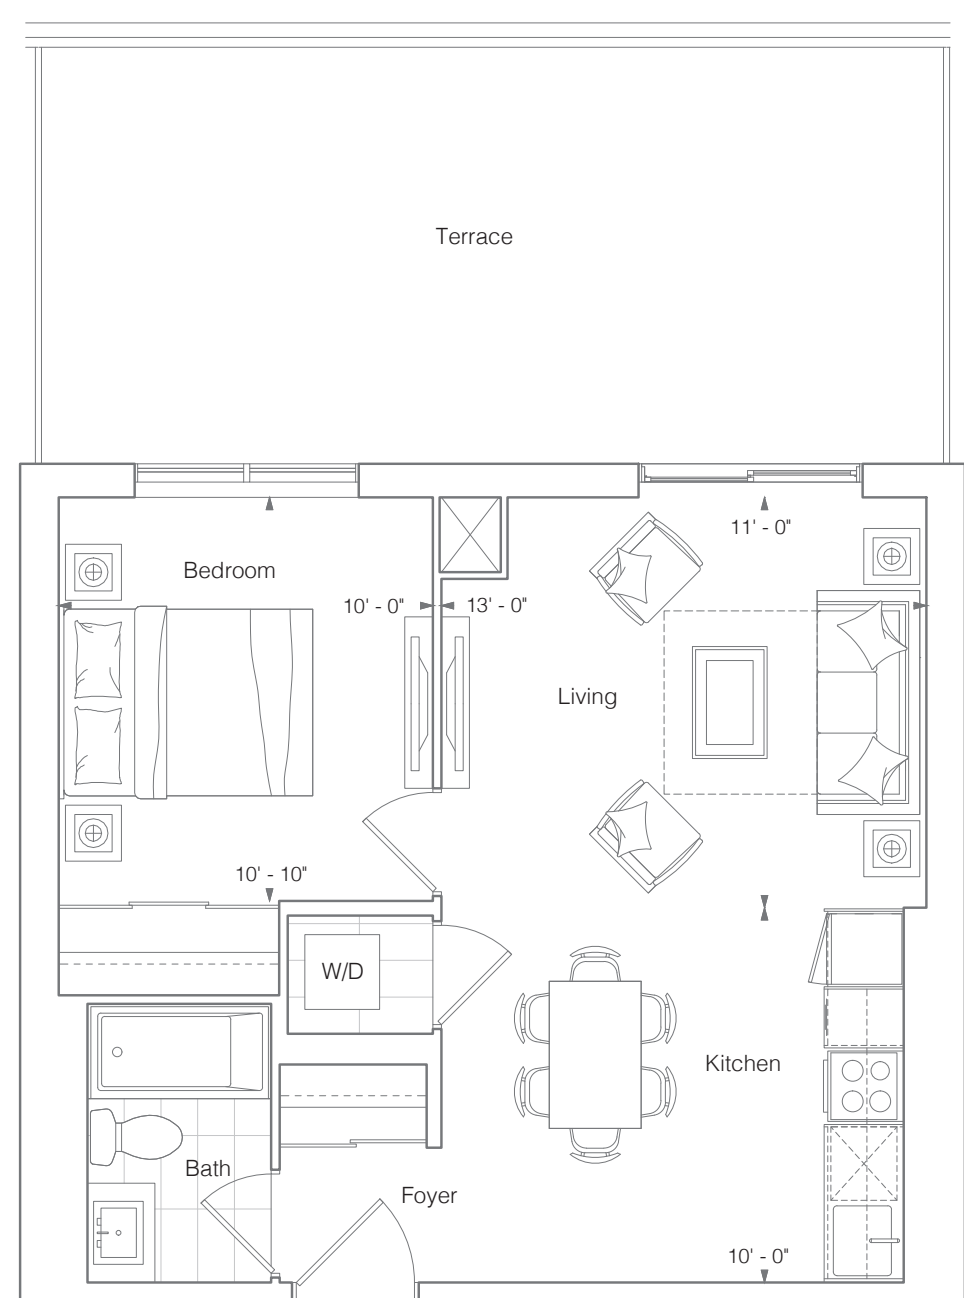 Terrace
11' - 0"
Bedroom
10' - 0"
13' - 0"
Living
10' - 10"
W/D
Kitchen
Bath
Foyer
10' - 0"